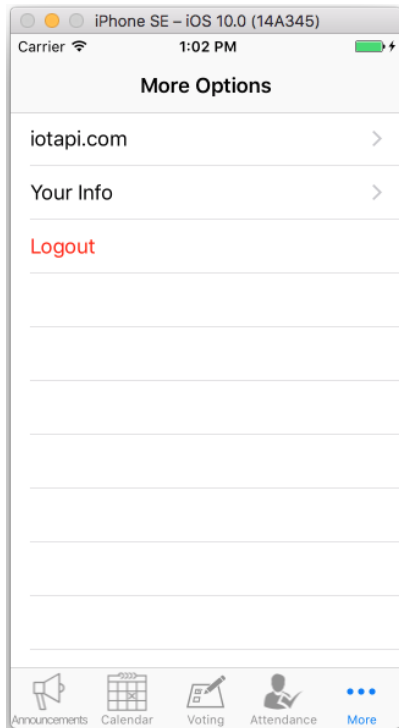 iPhone SE – iOS 10.0 (14A345)
Carrier 1:02 PM
More Options
iotapi.com
Your Info
Logout
Announcements Calendar Voting Attendance More